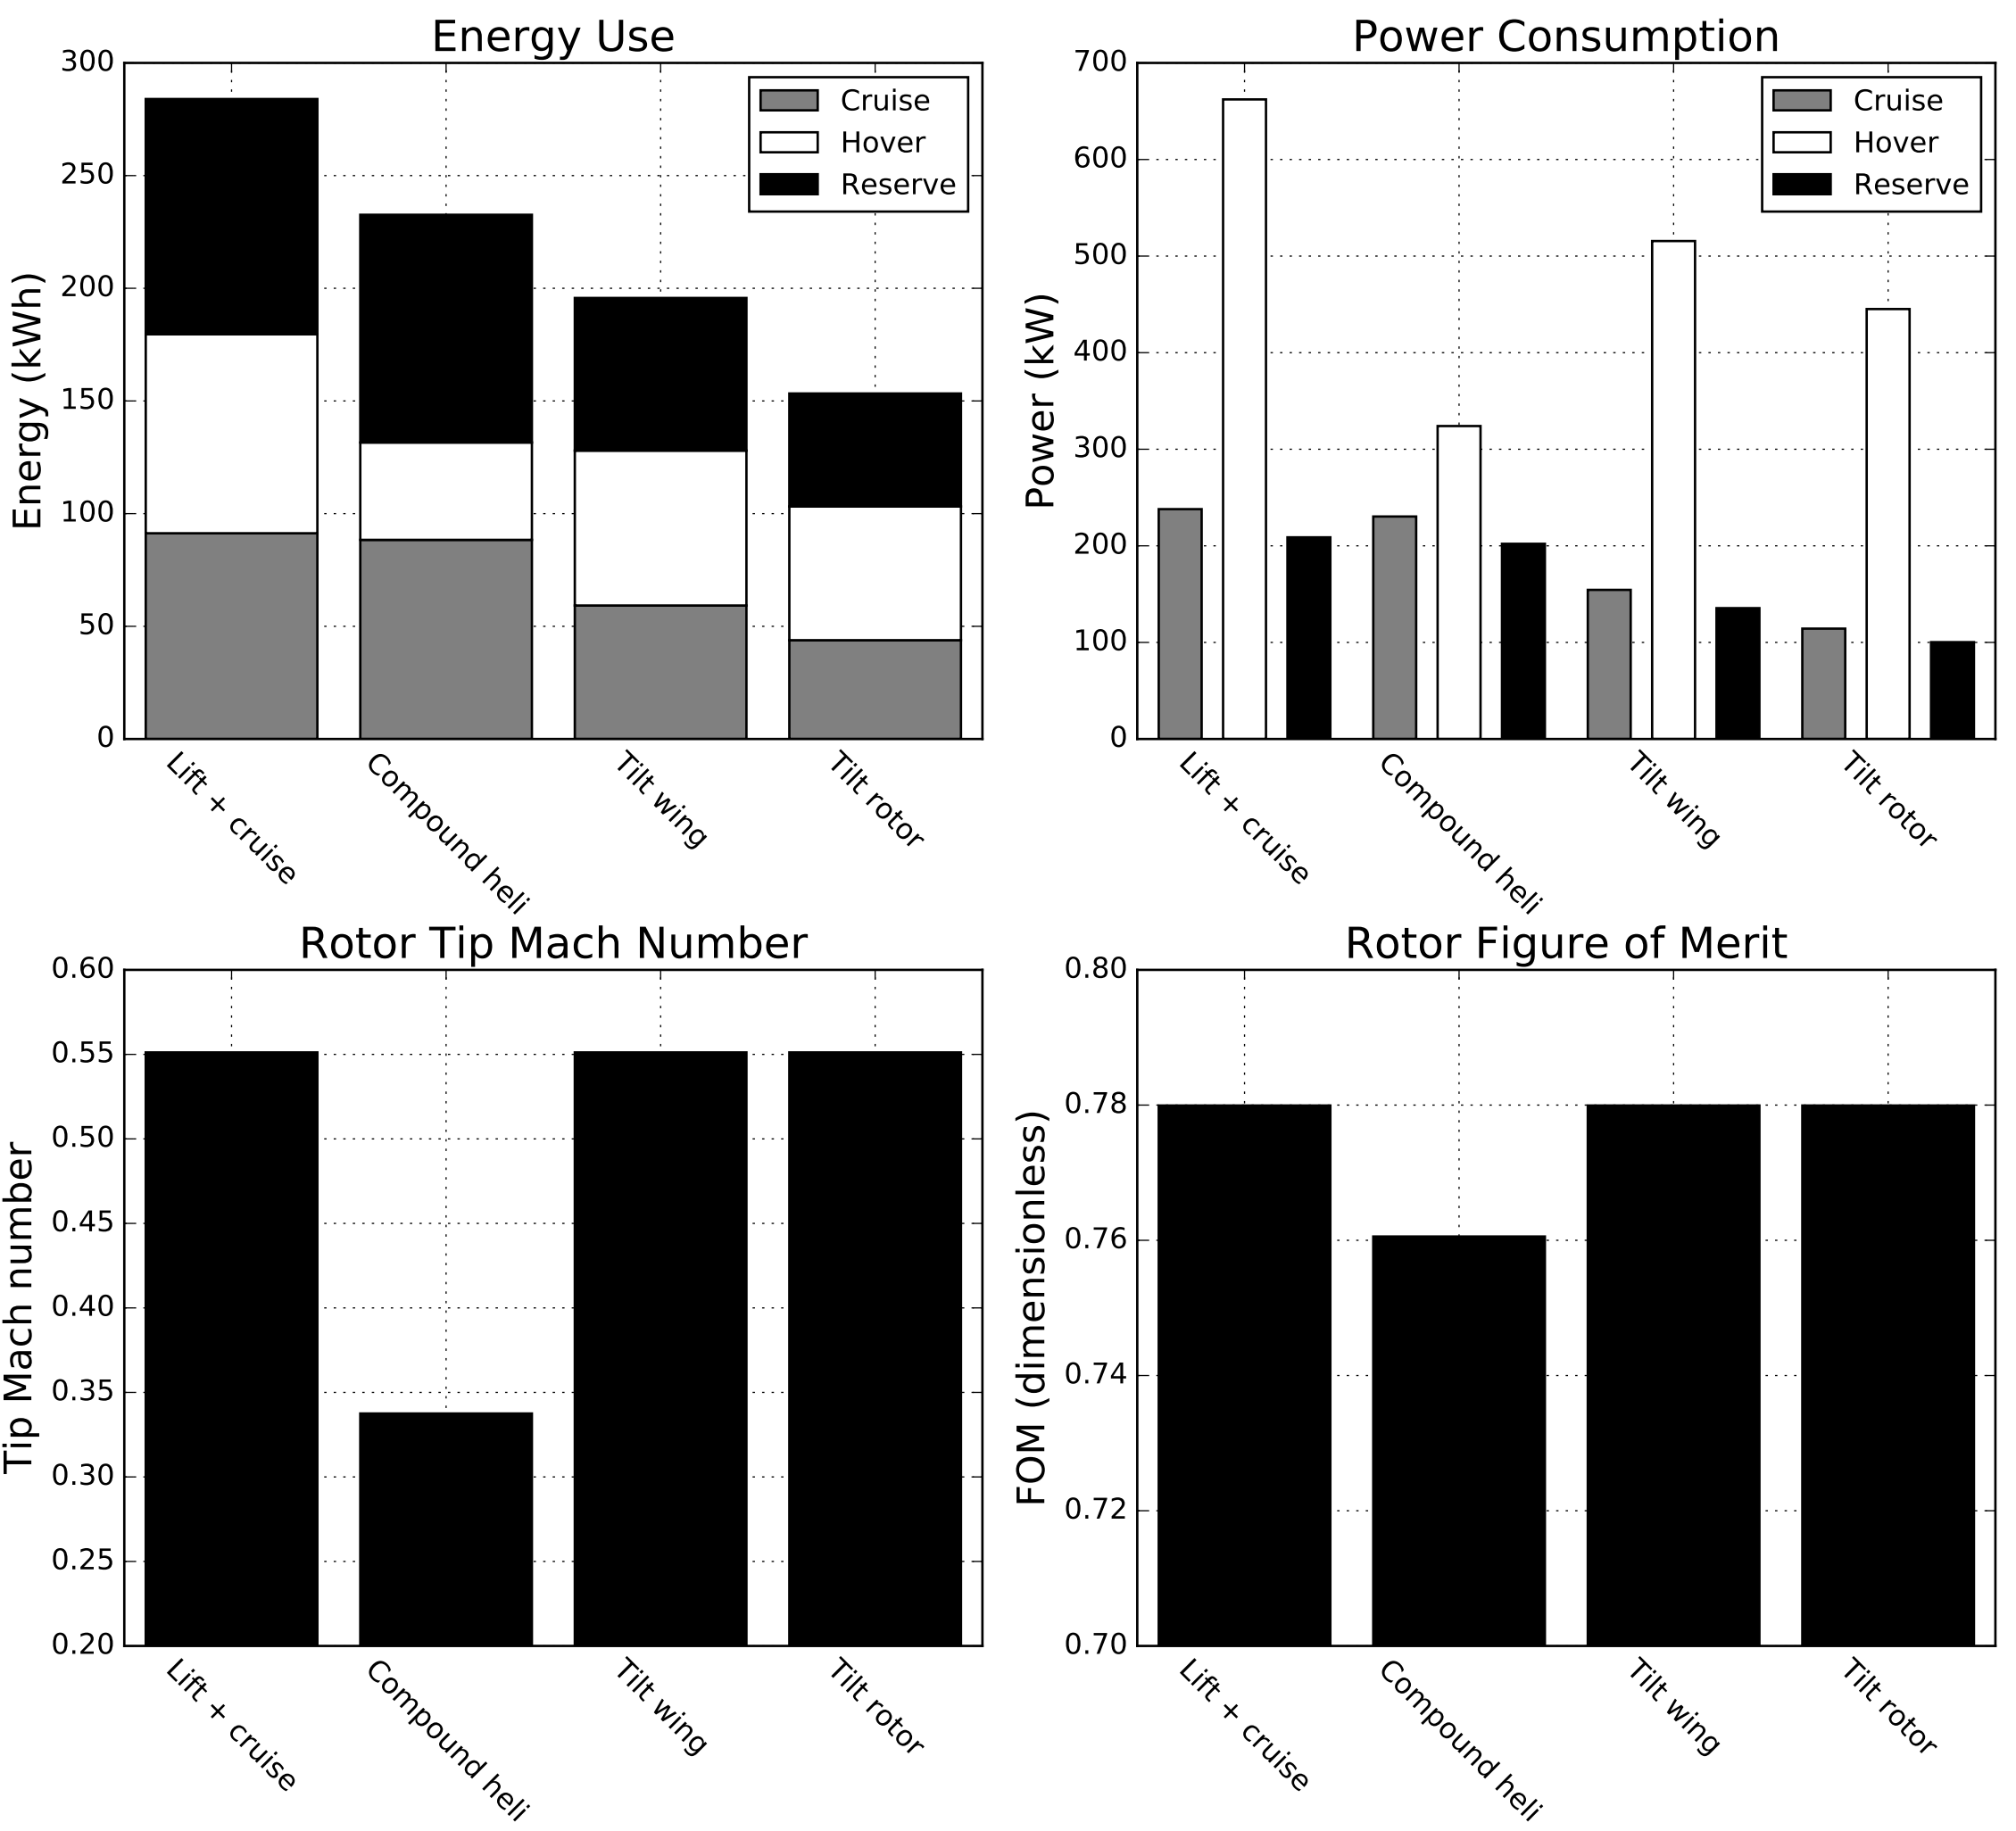 Energy Use
300
250
200
150
100
50
0
Energy (kWh)
Cruise
Hover
Reserve
Lift + cruise
Compound heli
Tilt wing
Tilt rotor
Power Consumption
700
600
500
400
300
200
100
0
Power (kW)
Cruise
Hover
Reserve
Lift + cruise
Compound heli
Tilt wing
Tilt rotor
Rotor Tip Mach Number
0.60
0.55
0.50
0.45
0.40
0.35
0.30
0.25
0.20
Tip Mach number
Lift + cruise
Compound heli
Tilt wing
Tilt rotor
Rotor Figure of Merit
0.80
0.78
0.76
0.74
0.72
0.70
FOM (dimensionless)
Lift + cruise
Compound heli
Tilt wing
Tilt rotor